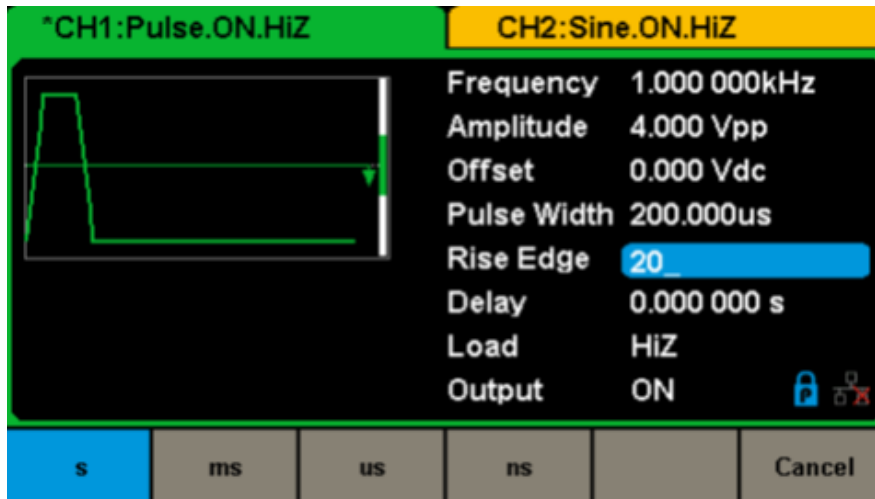 *CH1:Pulse.ON.HiZ
CH2:Sine.ON.HiZ
Frequency 1.000 000kHz
Amplitude 4.000 Vpp
Offset 0.000 Vdc
Pulse Width 200.000us
Rise Edge 20_
Delay 0.000 000 s
Load HiZ
Output ON
P
s ms us ns Cancel